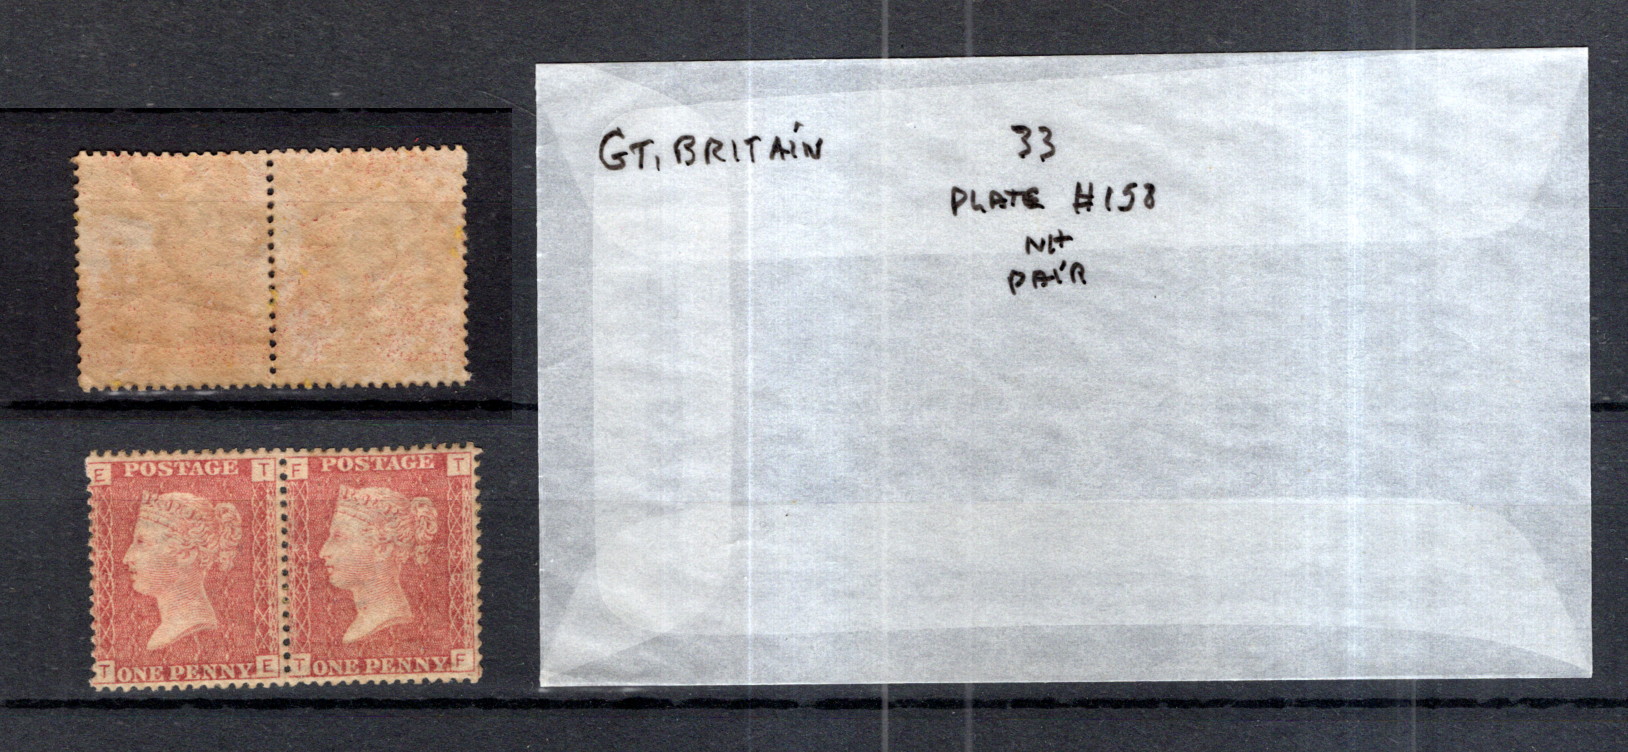 GT, BRITAIN 33
PLATE #158
NH
PAIR
E POSTAGE T F POSTAGE T
T ONE PENNY E T ONE PENNY F